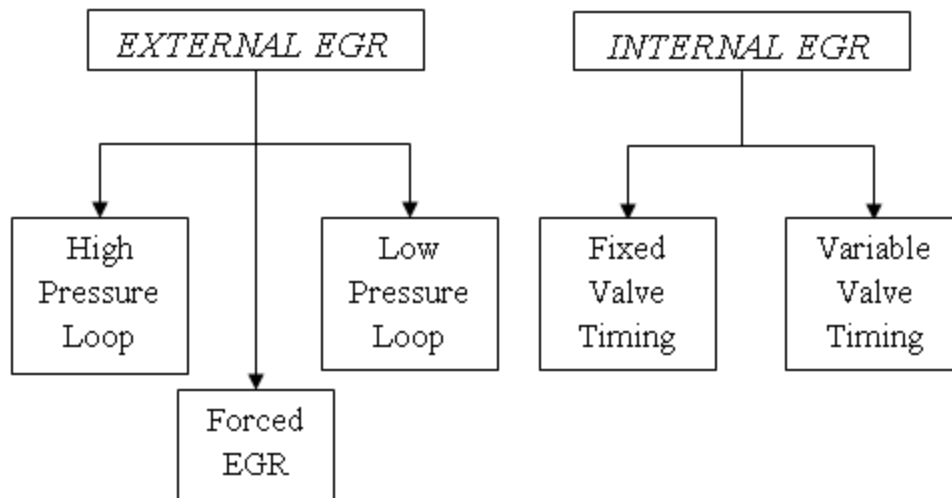 EXTERNAL EGR
INTERNAL EGR
High
Pressure
Loop
Low
Pressure
Loop
Fixed
Valve
Timing
Variable
Valve
Timing
Forced
EGR